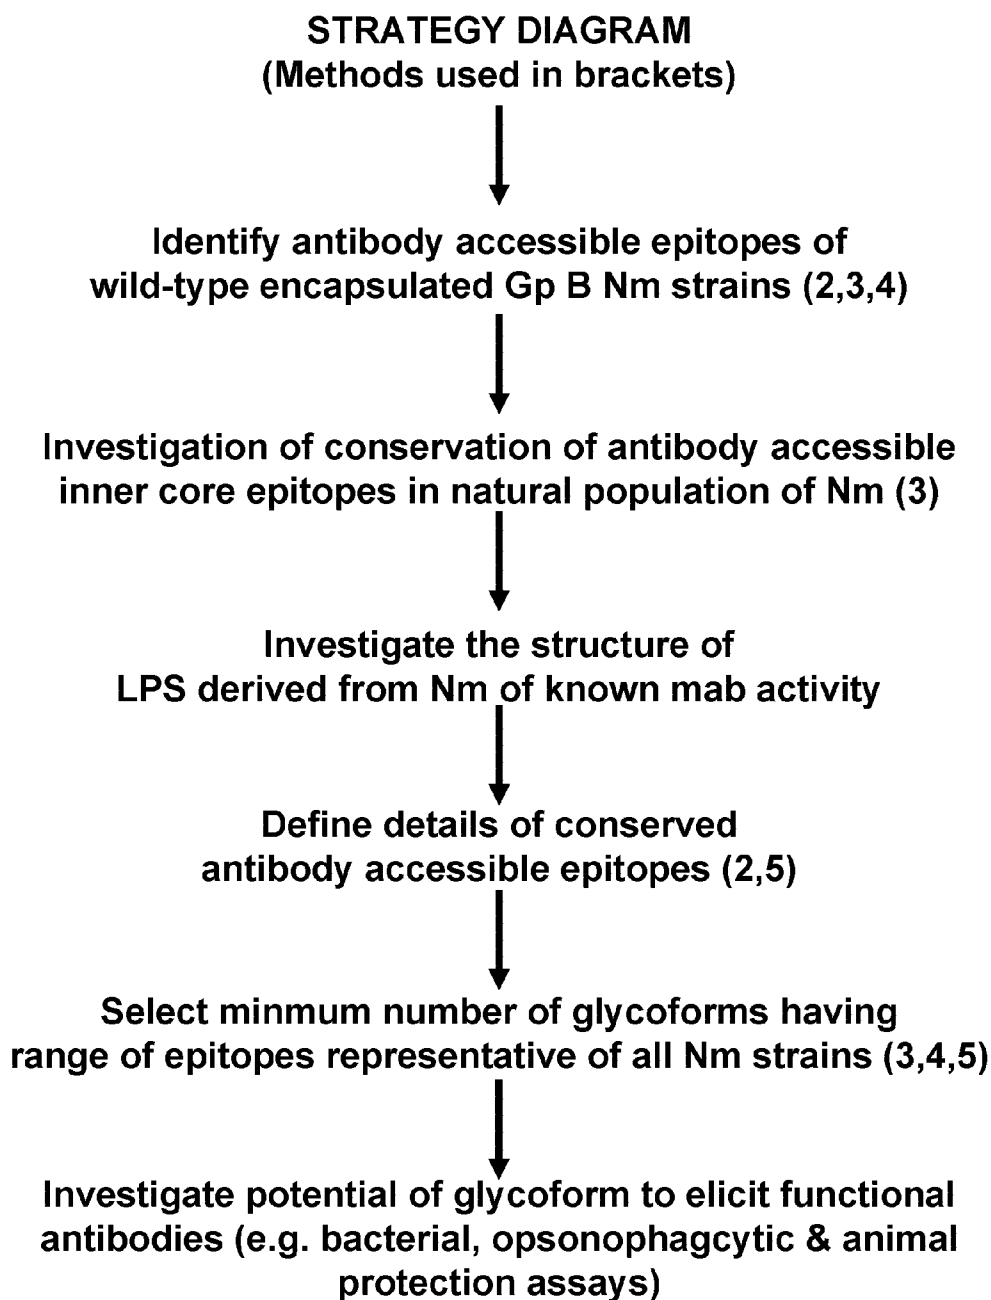 STRATEGY DIAGRAM
(Methods used in brackets)
Identify antibody accessible epitopes of
wild-type encapsulated Gp B Nm strains (2,3,4)
Investigation of conservation of antibody accessible
inner core epitopes in natural population of Nm (3)
Investigate the structure of
LPS derived from Nm of known mab activity
Define details of conserved
antibody accessible epitopes (2,5)
Select minmum number of glycoforms having
range of epitopes representative of all Nm strains (3,4,5)
Investigate potential of glycoform to elicit functional
antibodies (e.g. bacterial, opsonophagcytic & animal
protection assays)